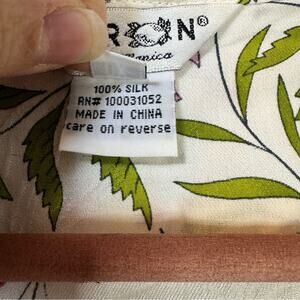 R N®
100% SILK
RN# 100031052
MADE IN CHINA
care on reverse